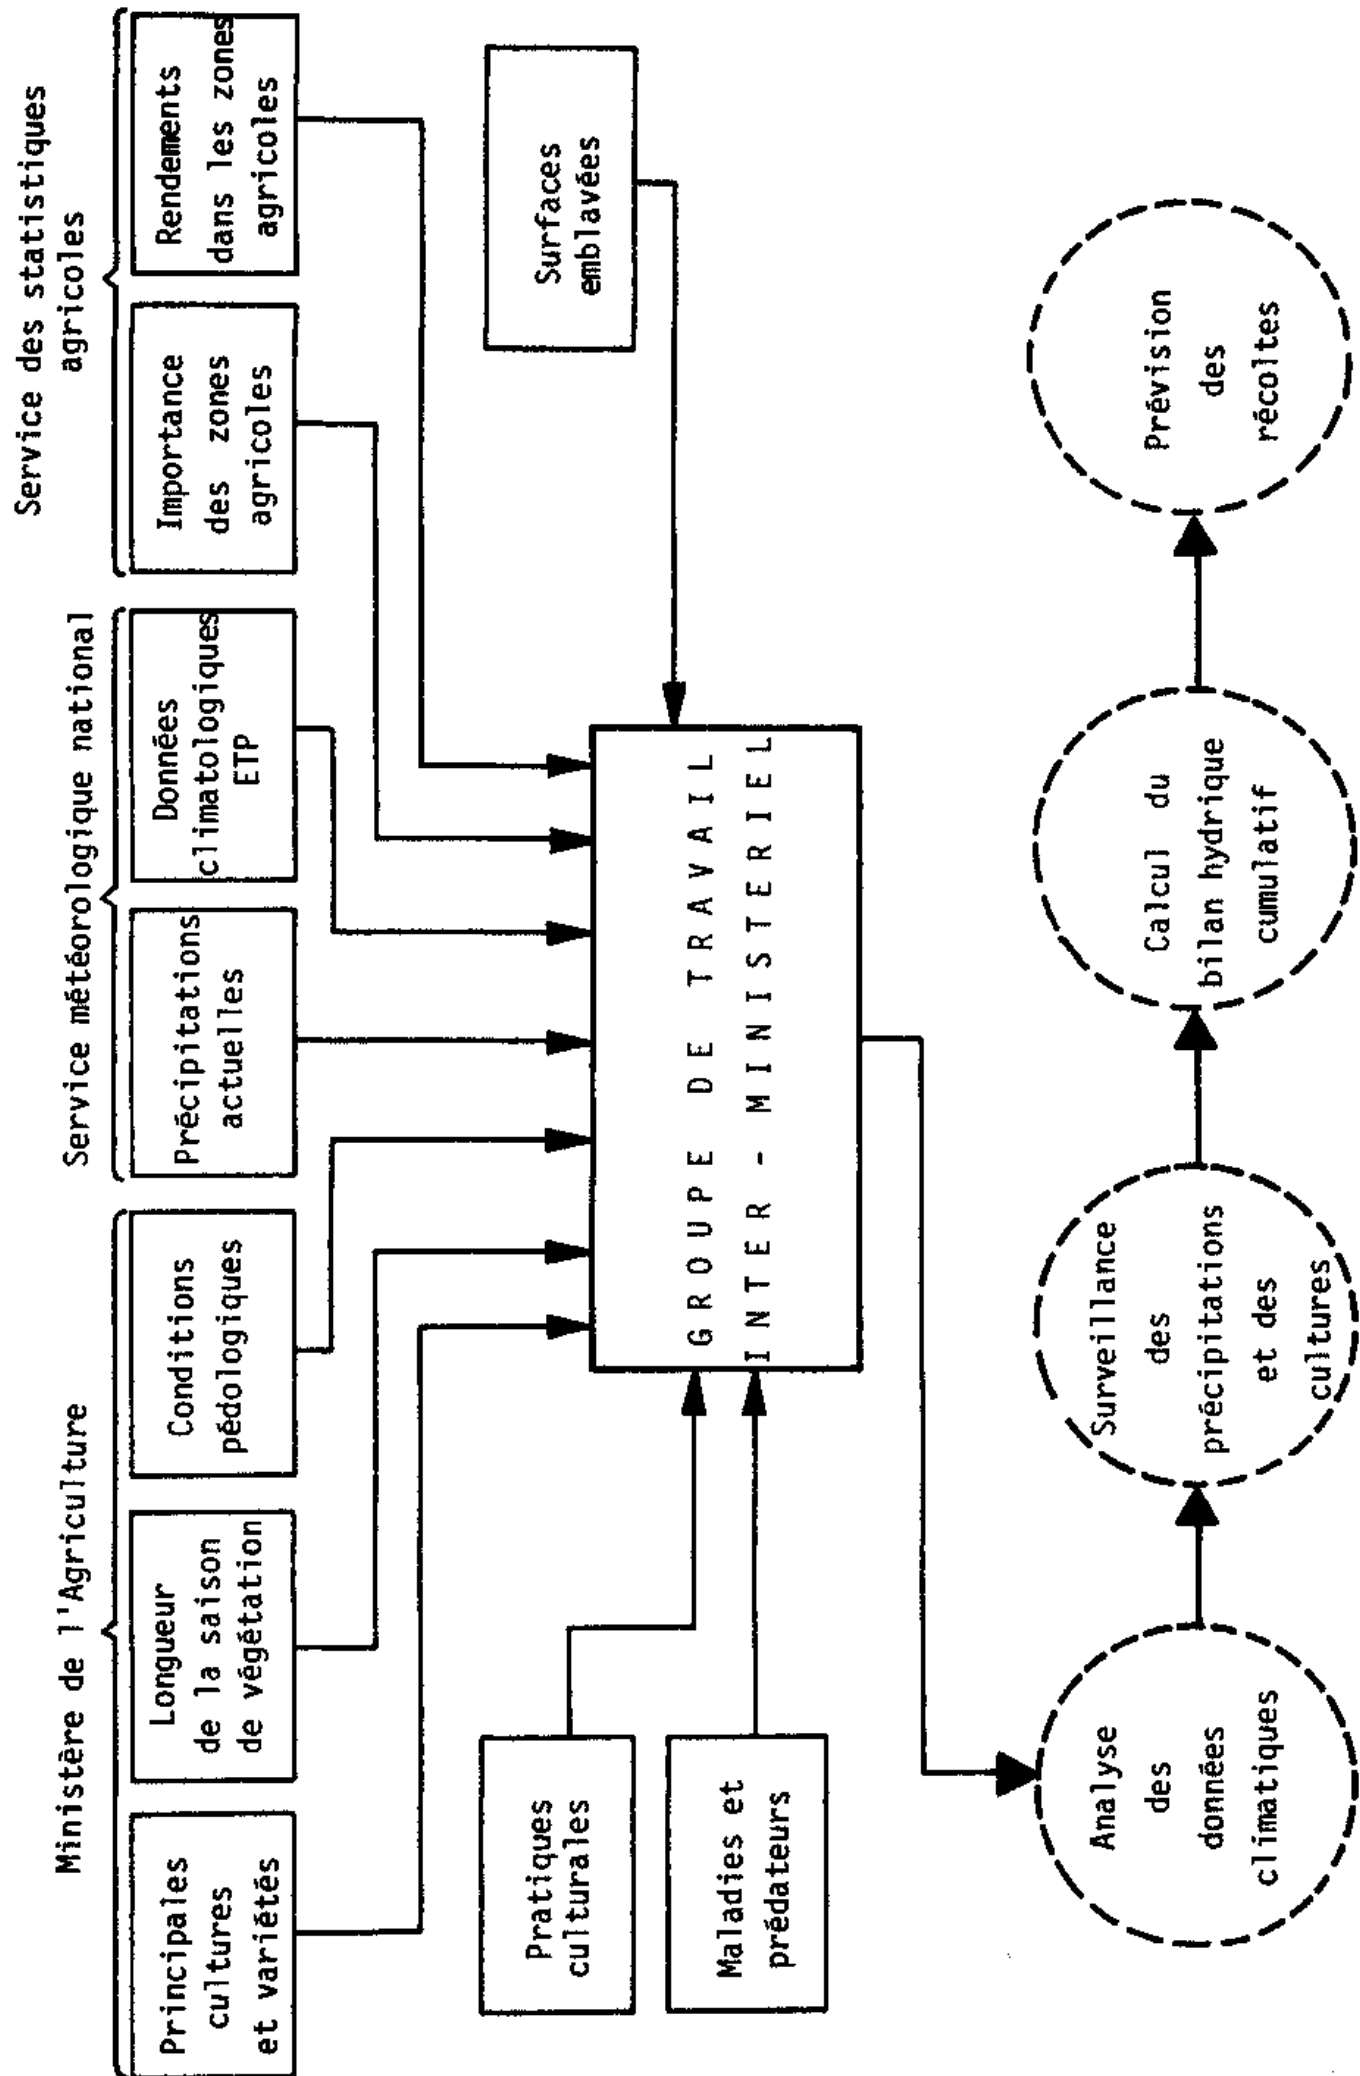 Ministère de l'Agriculture
Service météorologique national
Service des statistiques
agricoles
Principales
cultures
et variétés
Longueur
de la saison
de végétation
Conditions
pédologiques
Précipitations
actuelles
Données
climatologiques
ETP
Importance
des zones
agricoles
Rendements
dans les zones
agricoles
Pratiques
culturales
Maladies et
prédateurs
Surfaces
emblavées
GROUPE DE TRAVAIL
INTER - MINISTERIEL
Analyse
des
données
climatiques
Surveillance
des
précipitations
et des
cultures
Calcul du
bilan hydrique
cumulatif
Prévision
des
récoltes